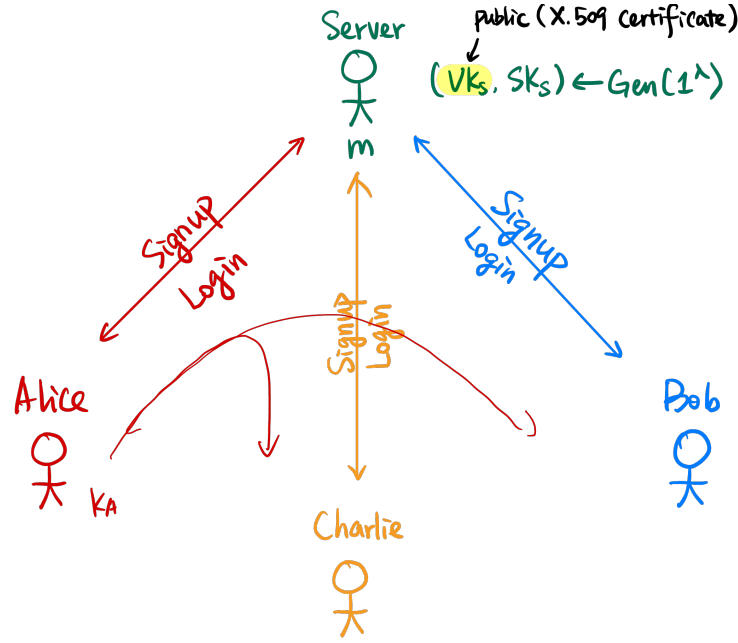 public (X.509 certificate)
Server
(VKs, SKs) ← Gen(1^λ)
m
Signup
Login
Signup
Login
Signup
Login
Alice
KA
Bob
Charlie